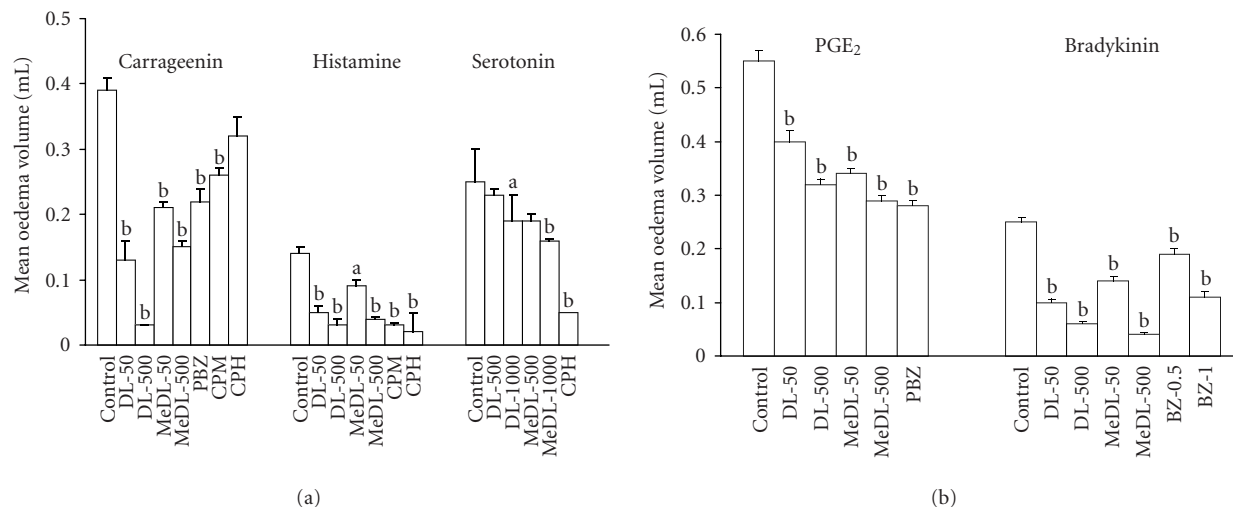 0.5
0.4
0.3
0.2
0.1
0
Mean oedema volume (mL)
Carrageenin
Histamine
Serotonin
b
b
b
b
b
b
b
b
a
b
b
b
a
b
b
Control
DL-50
DL-500
MeDL-50
MeDL-500
PBZ
CPM
CPH
Control
DL-50
DL-500
MeDL-50
MeDL-500
CPM
CPH
Control
DL-500
DL-1000
MeDL-500
MeDL-1000
CPH
(a)
0.6
0.5
0.4
0.3
0.2
0.1
0
Mean oedema volume (mL)
PGE₂
Bradykinin
b
b
b
b
b
b
b
b
b
b
b
Control
DL-50
DL-500
MeDL-50
MeDL-500
PBZ
Control
DL-50
DL-500
MeDL-50
MeDL-500
BZ-0.5
BZ-1
(b)